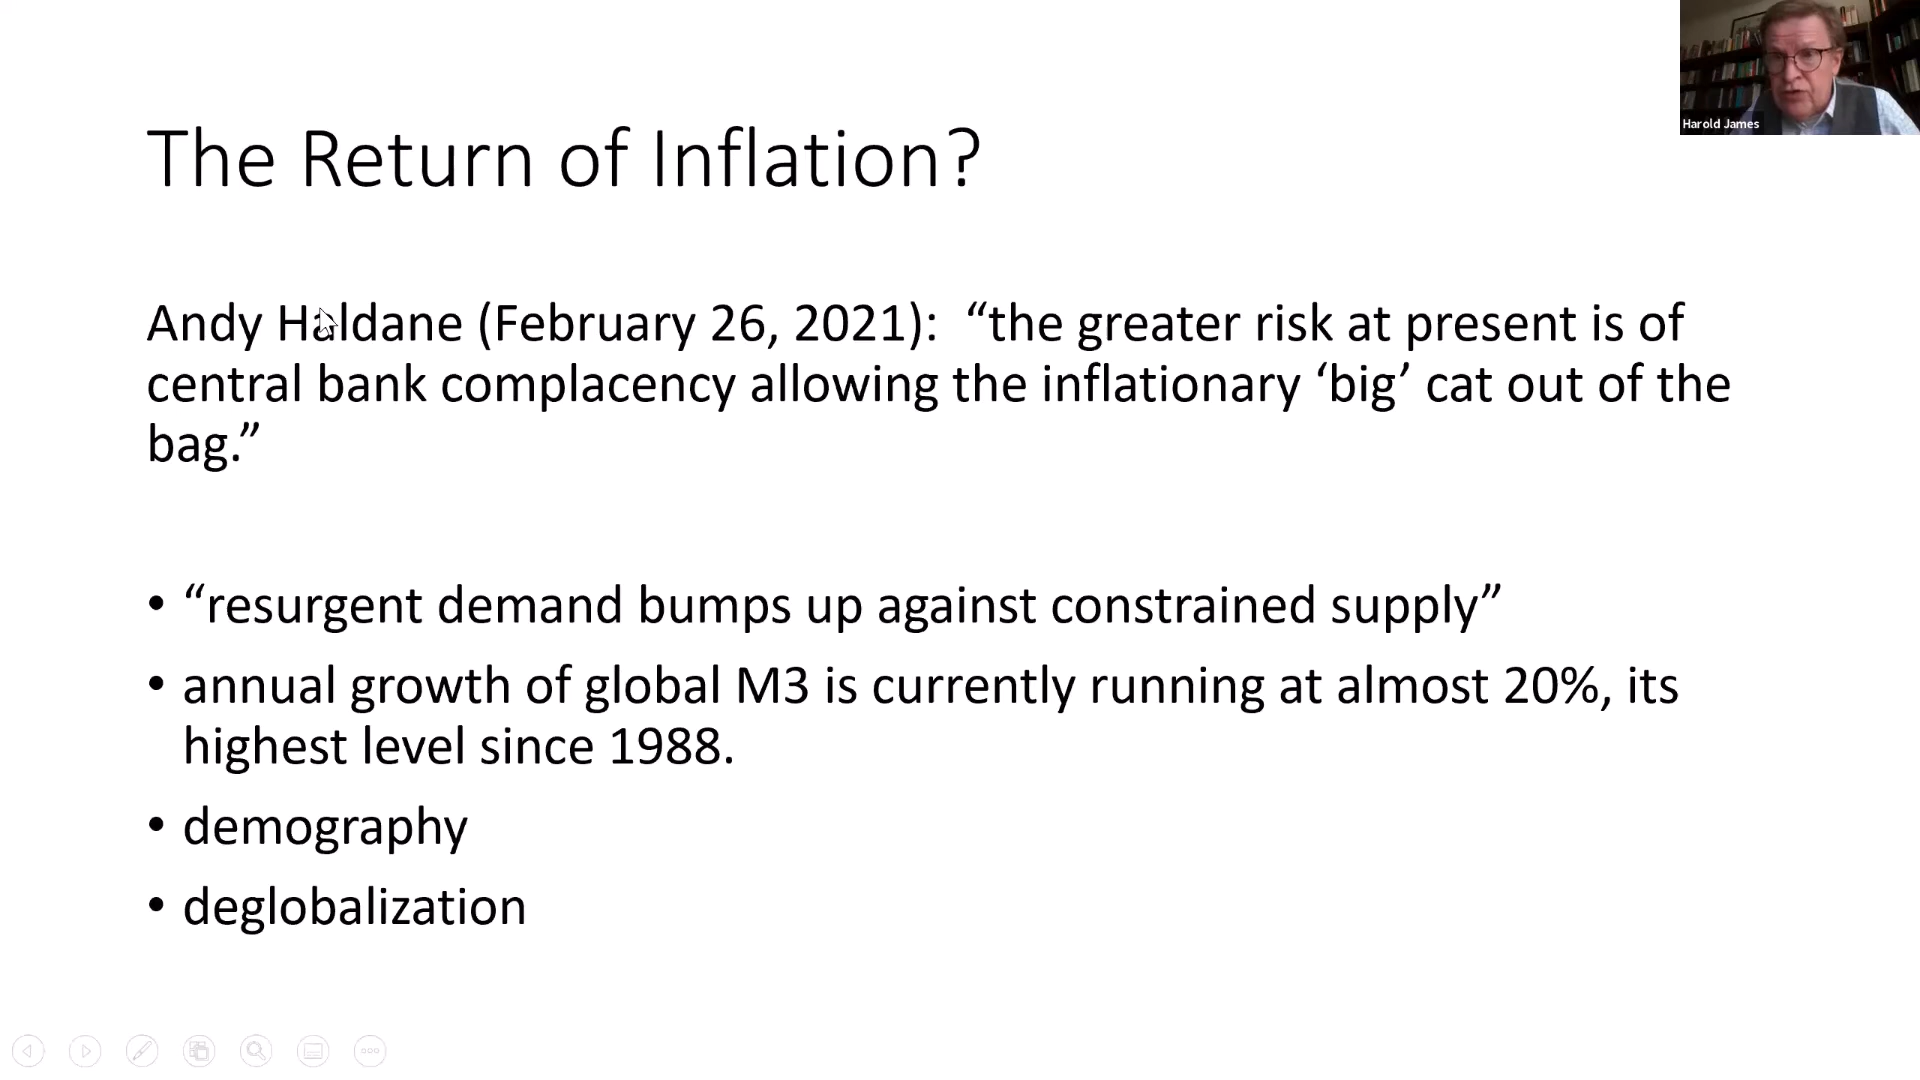 Harold James
The Return of Inflation?
Andy Haldane (February 26, 2021):  “the greater risk at present is of
central bank complacency allowing the inflationary ‘big’ cat out of the
bag.”
• “resurgent demand bumps up against constrained supply”
• annual growth of global M3 is currently running at almost 20%, its
highest level since 1988.
• demography
• deglobalization